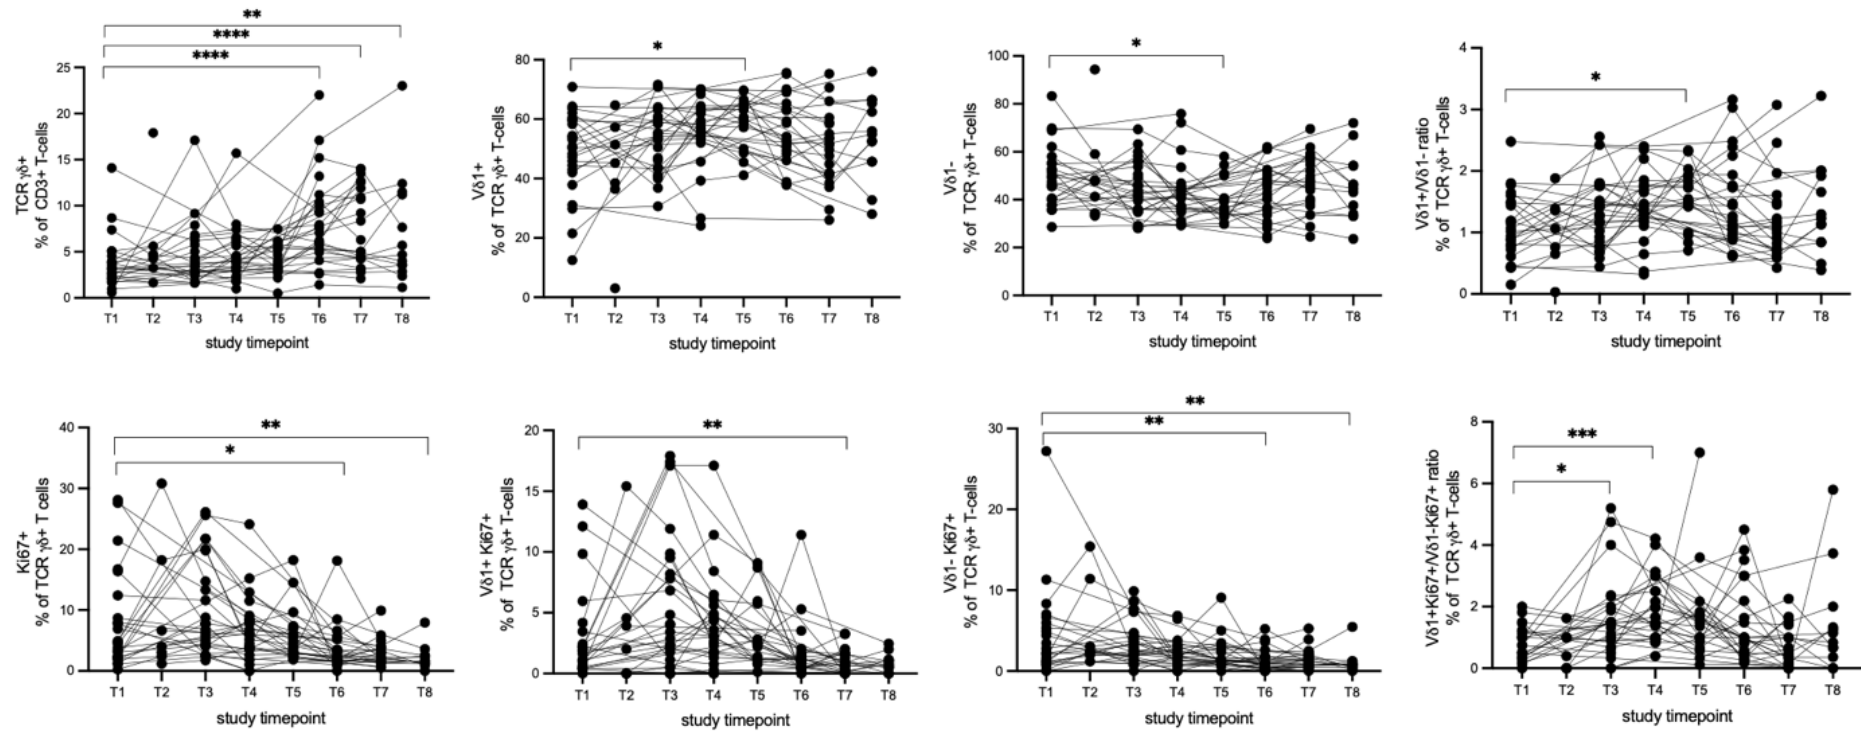 **
****
****
TCR γδ+
% of CD3+ T-cells
25
20
15
10
5
0
T1 T2 T3 T4 T5 T6 T7 T8
study timepoint
*
Vδ1+
% of TCR γδ+ T-cells
80
60
40
20
0
T1 T2 T3 T4 T5 T6 T7 T8
study timepoint
*
Vδ1-
% of TCR γδ+ T-cells
100
80
60
40
20
0
T1 T2 T3 T4 T5 T6 T7 T8
study timepoint
*
Vδ1+/Vδ1- ratio
% of TCR γδ+ T-cells
4
3
2
1
0
T1 T2 T3 T4 T5 T6 T7 T8
study timepoint
**
*
Ki67+
% of TCR γδ+ T cells
40
30
20
10
0
T1 T2 T3 T4 T5 T6 T7 T8
study timepoint
**
Vδ1+ Ki67+
% of TCR γδ+ T-cells
20
15
10
5
0
T1 T2 T3 T4 T5 T6 T7 T8
study timepoint
**
**
Vδ1- Ki67+
% of TCR γδ+ T-cells
30
20
10
0
T1 T2 T3 T4 T5 T6 T7 T8
study timepoint
***
*
Vδ1+Ki67+/Vδ1-Ki67+ ratio
% of TCR γδ+ T-cells
8
6
4
2
0
T1 T2 T3 T4 T5 T6 T7 T8
study timepoint